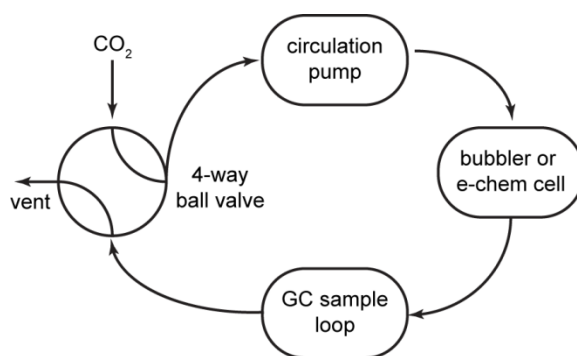 CO₂
circulation
pump
bubbler or
e-chem cell
4-way
ball valve
vent
GC sample
loop